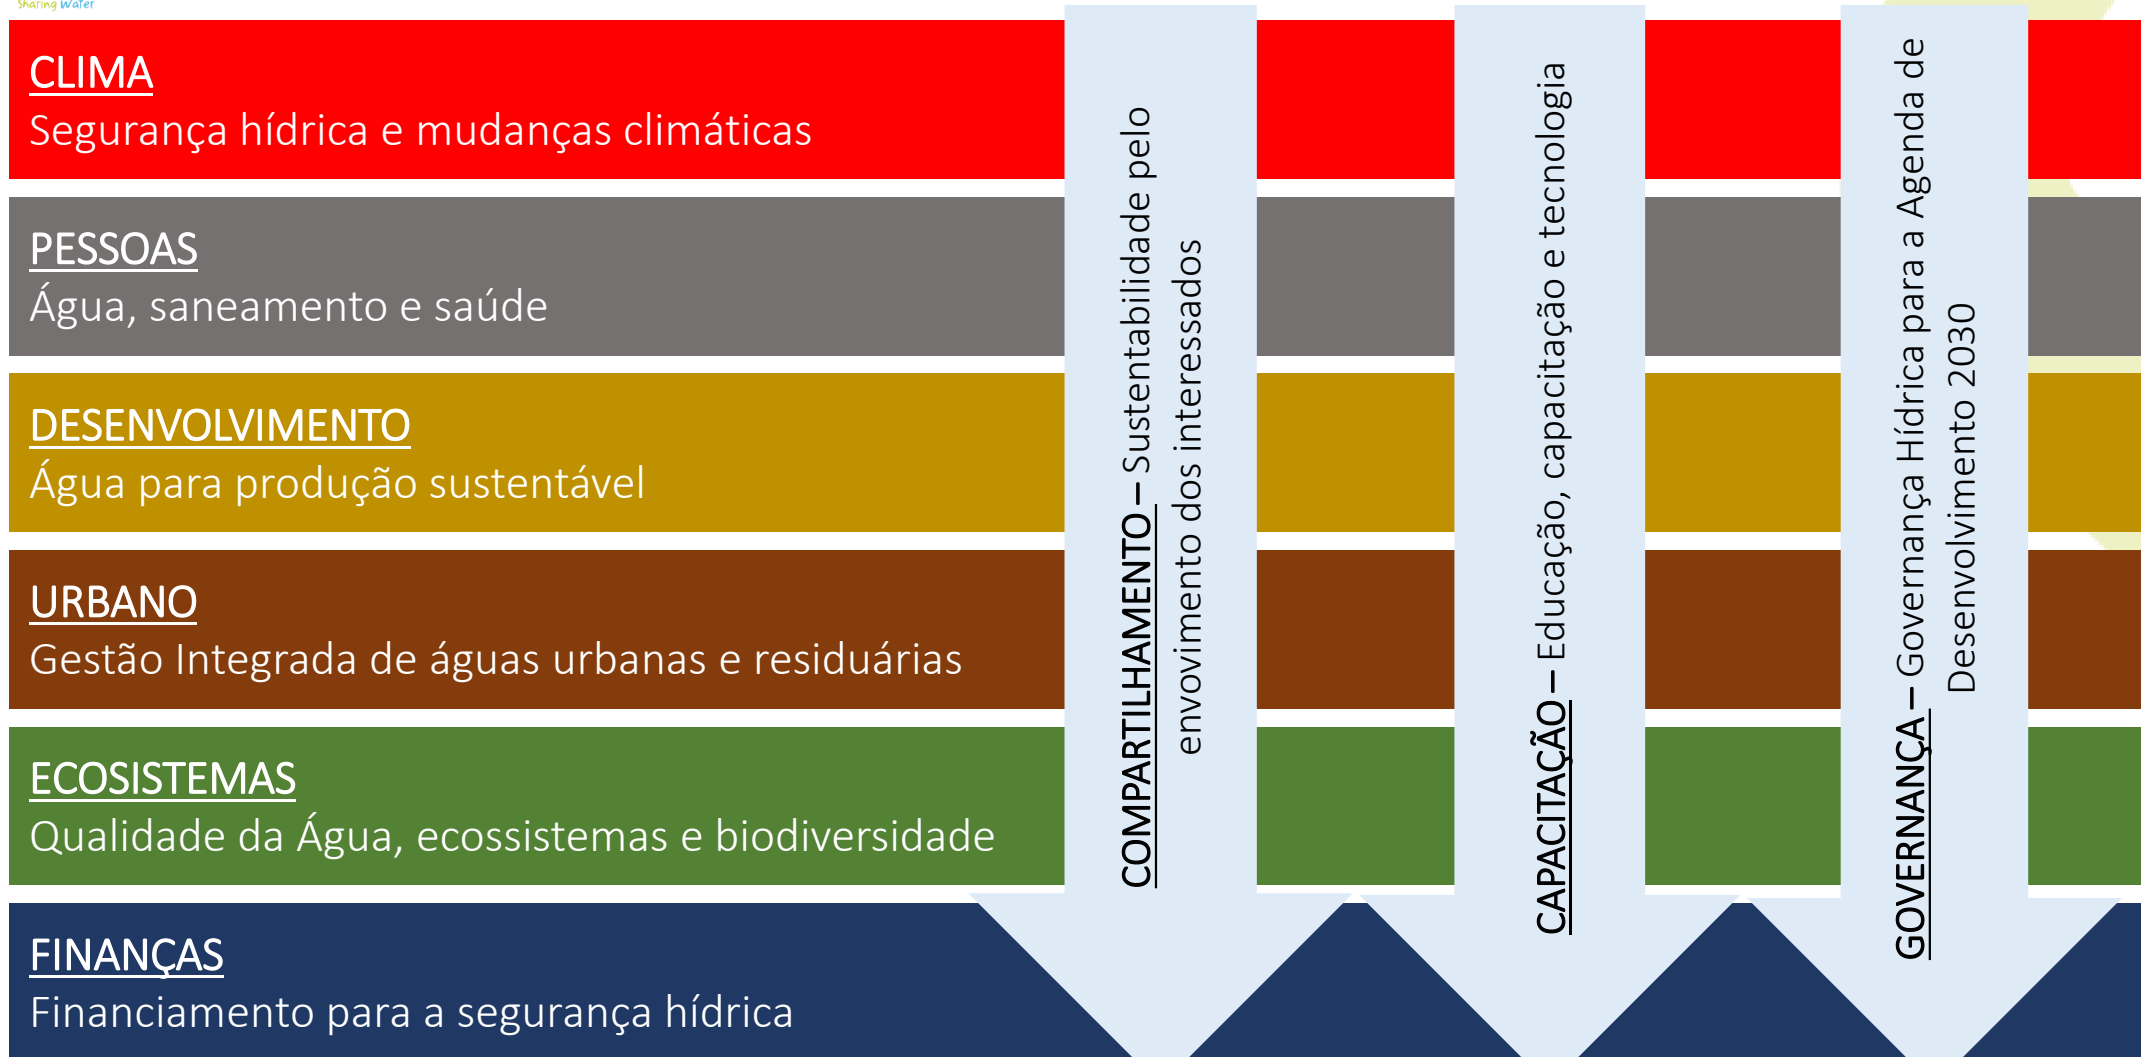 Sharing Water
CLIMA
Segurança hídrica e mudanças climáticas
PESSOAS
Água, saneamento e saúde
DESENVOLVIMENTO
Água para produção sustentável
URBANO
Gestão Integrada de águas urbanas e residuárias
ECOSISTEMAS
Qualidade da Água, ecossistemas e biodiversidade
FINANÇAS
Financiamento para a segurança hídrica
COMPARTILHAMENTO – Sustentabilidade pelo
envovimento dos interessados
CAPACITAÇÃO – Educação, capacitação e tecnologia
GOVERNANÇA – Governança Hídrica para a Agenda de
Desenvolvimento 2030